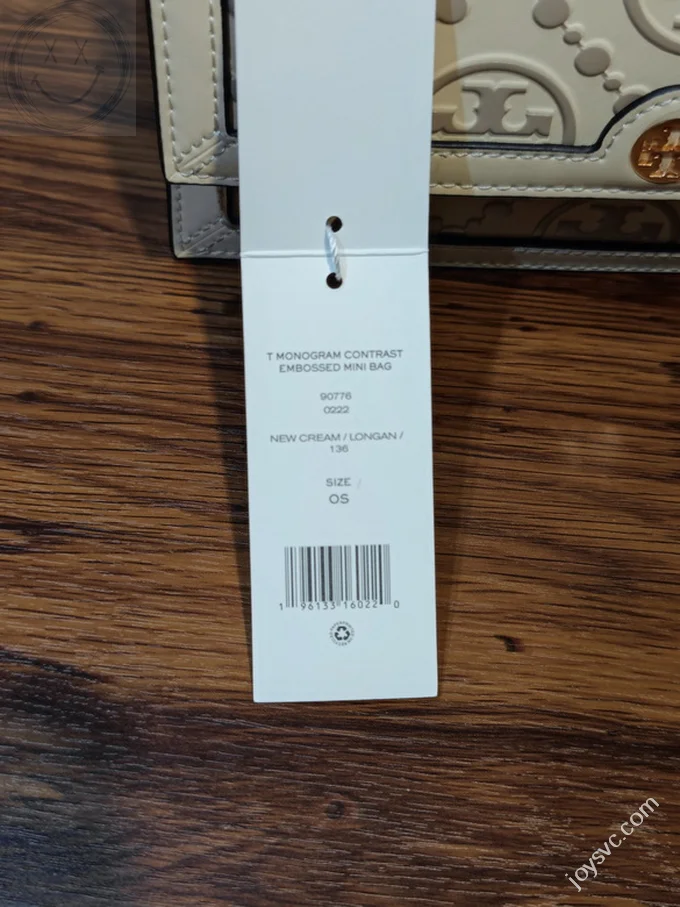 T MONOGRAM CONTRAST
EMBOSSED MINI BAG
90776
0222
NEW CREAM / LONGAN /
136
SIZE /
OS
1 96133 16022 0
joysvc.com